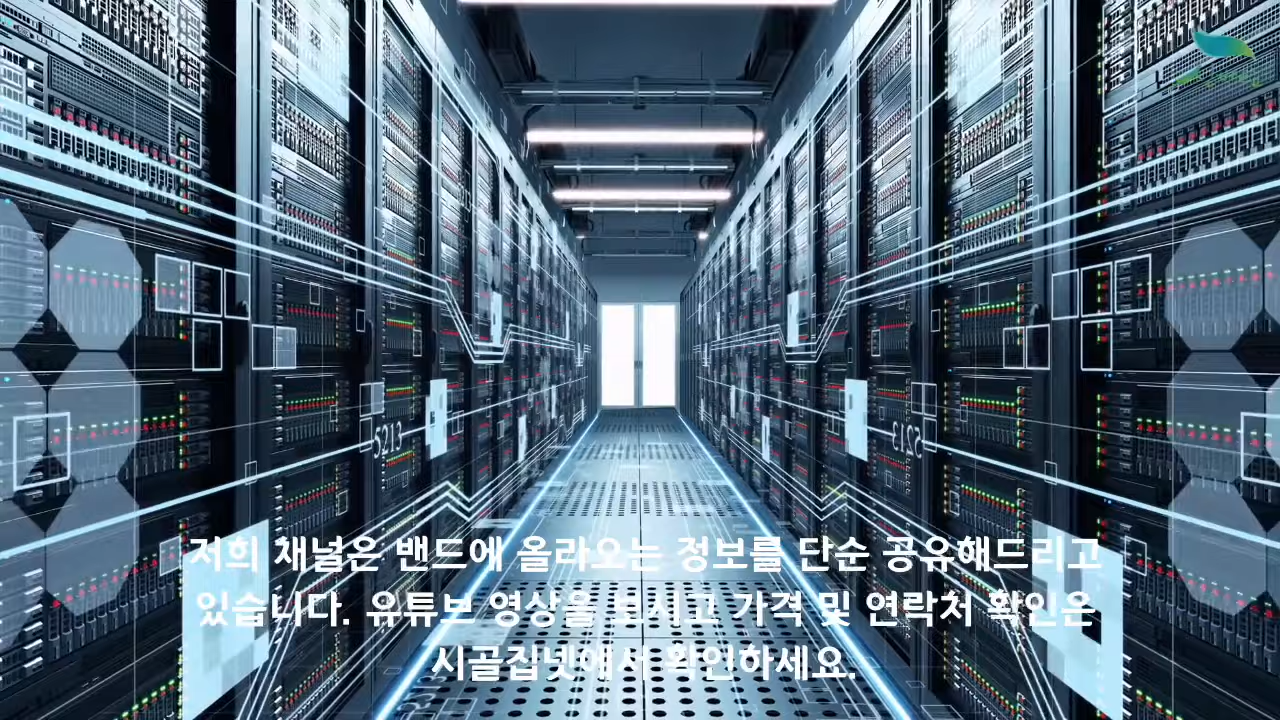 5213
저희 채널은 밴드에 올라오는 정보를 단순 공유해드리고
있습니다. 유튜브 영상을 보시고 가격 및 연락처 확인은
시골집넷에서 확인하세요.